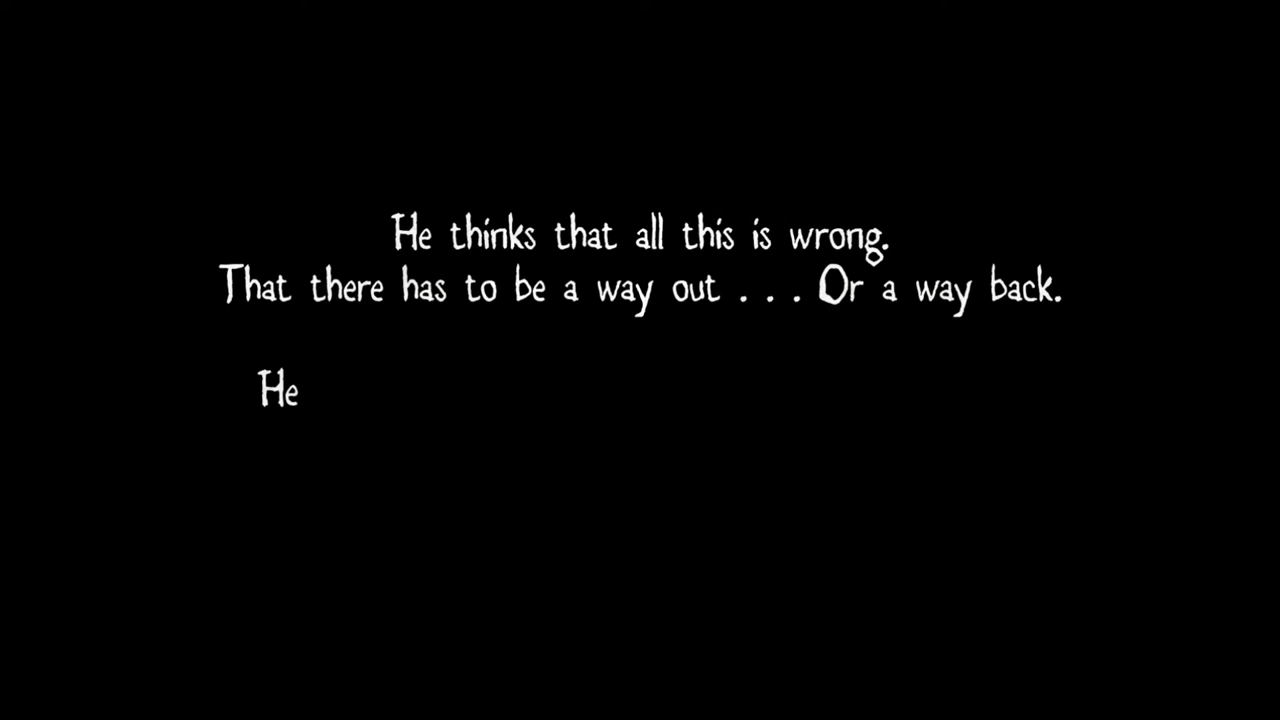 He thinks that all this is wrong.
That there has to be a way out . . . Or a way back.
He